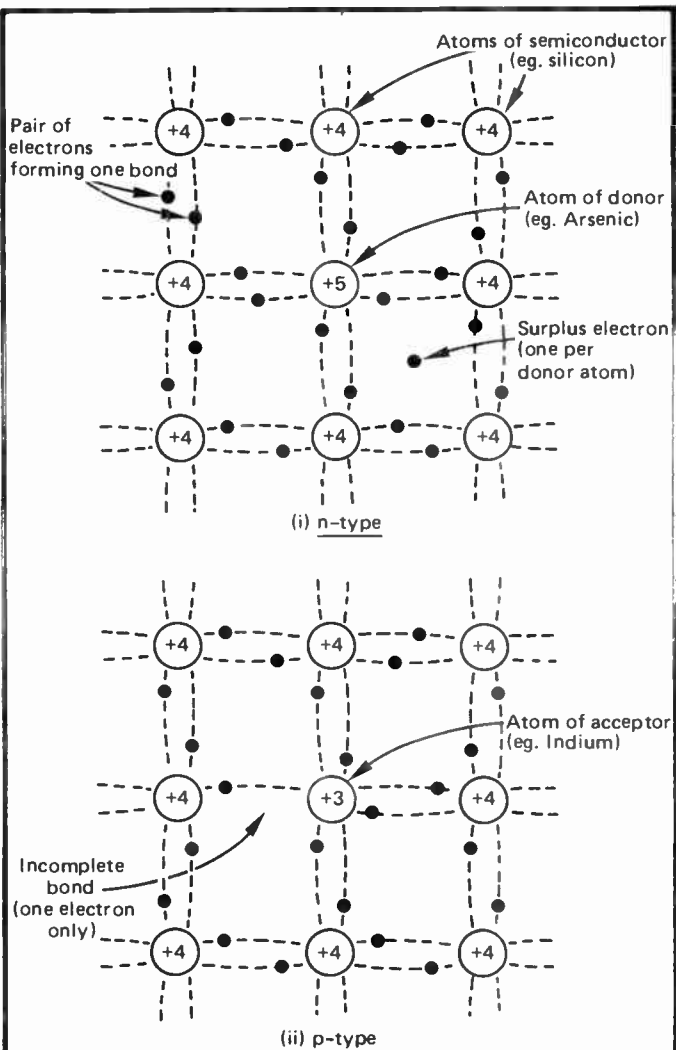 Atoms of semiconductor
(eg. silicon)
Pair of
electrons
forming one bond
+4
+4
+4
Atom of donor
(eg. Arsenic)
+4
+5
+4
Surplus electron
(one per
donor atom)
+4
+4
+4
(i) n-type
+4
+4
+4
Atom of acceptor
(eg. Indium)
+4
+3
+4
Incomplete
bond
(one electron
only)
+4
+4
+4
(ii) p-type